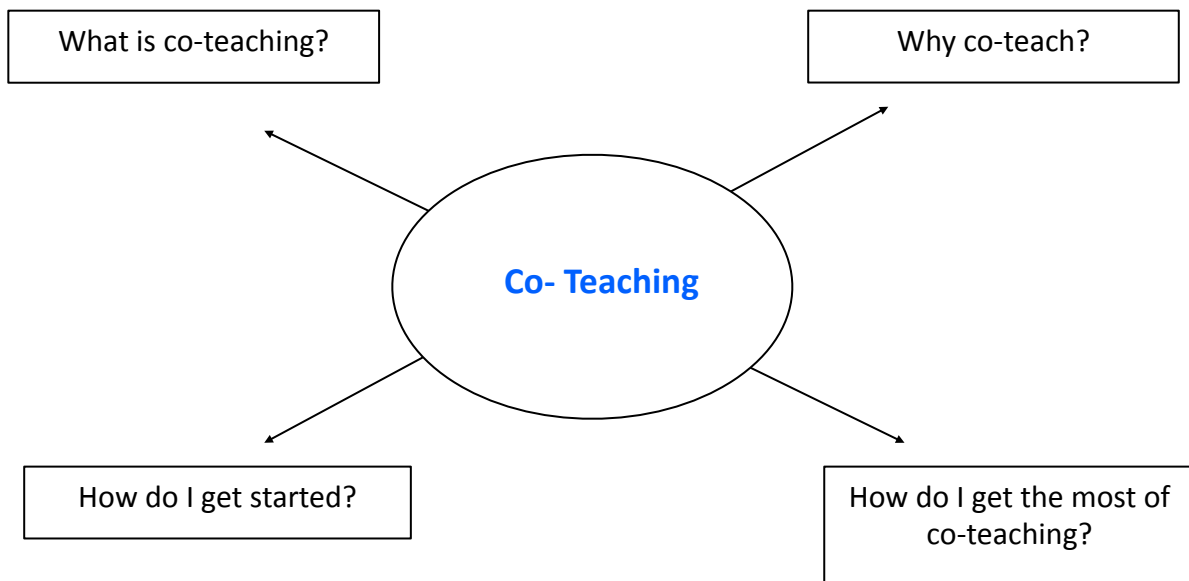 What is co-teaching?
Why co-teach?
Co- Teaching
How do I get started?
How do I get the most of
co-teaching?